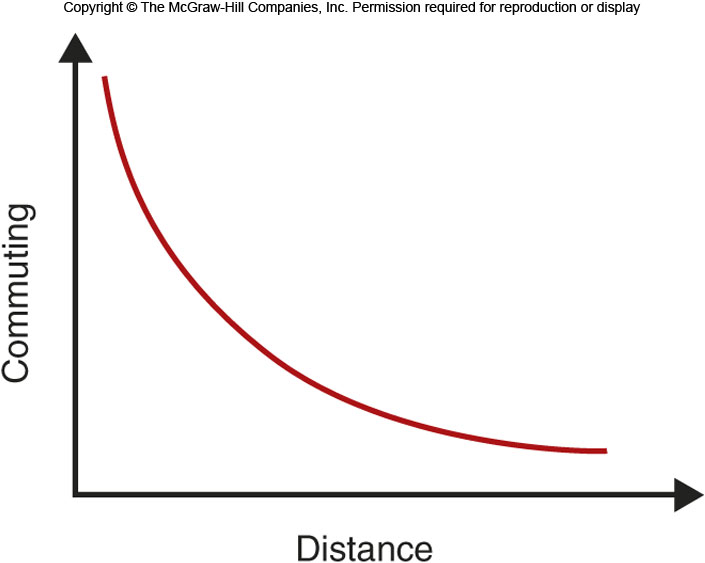 Copyright © The McGraw-Hill Companies, Inc. Permission required for reproduction or display
Commuting
Distance